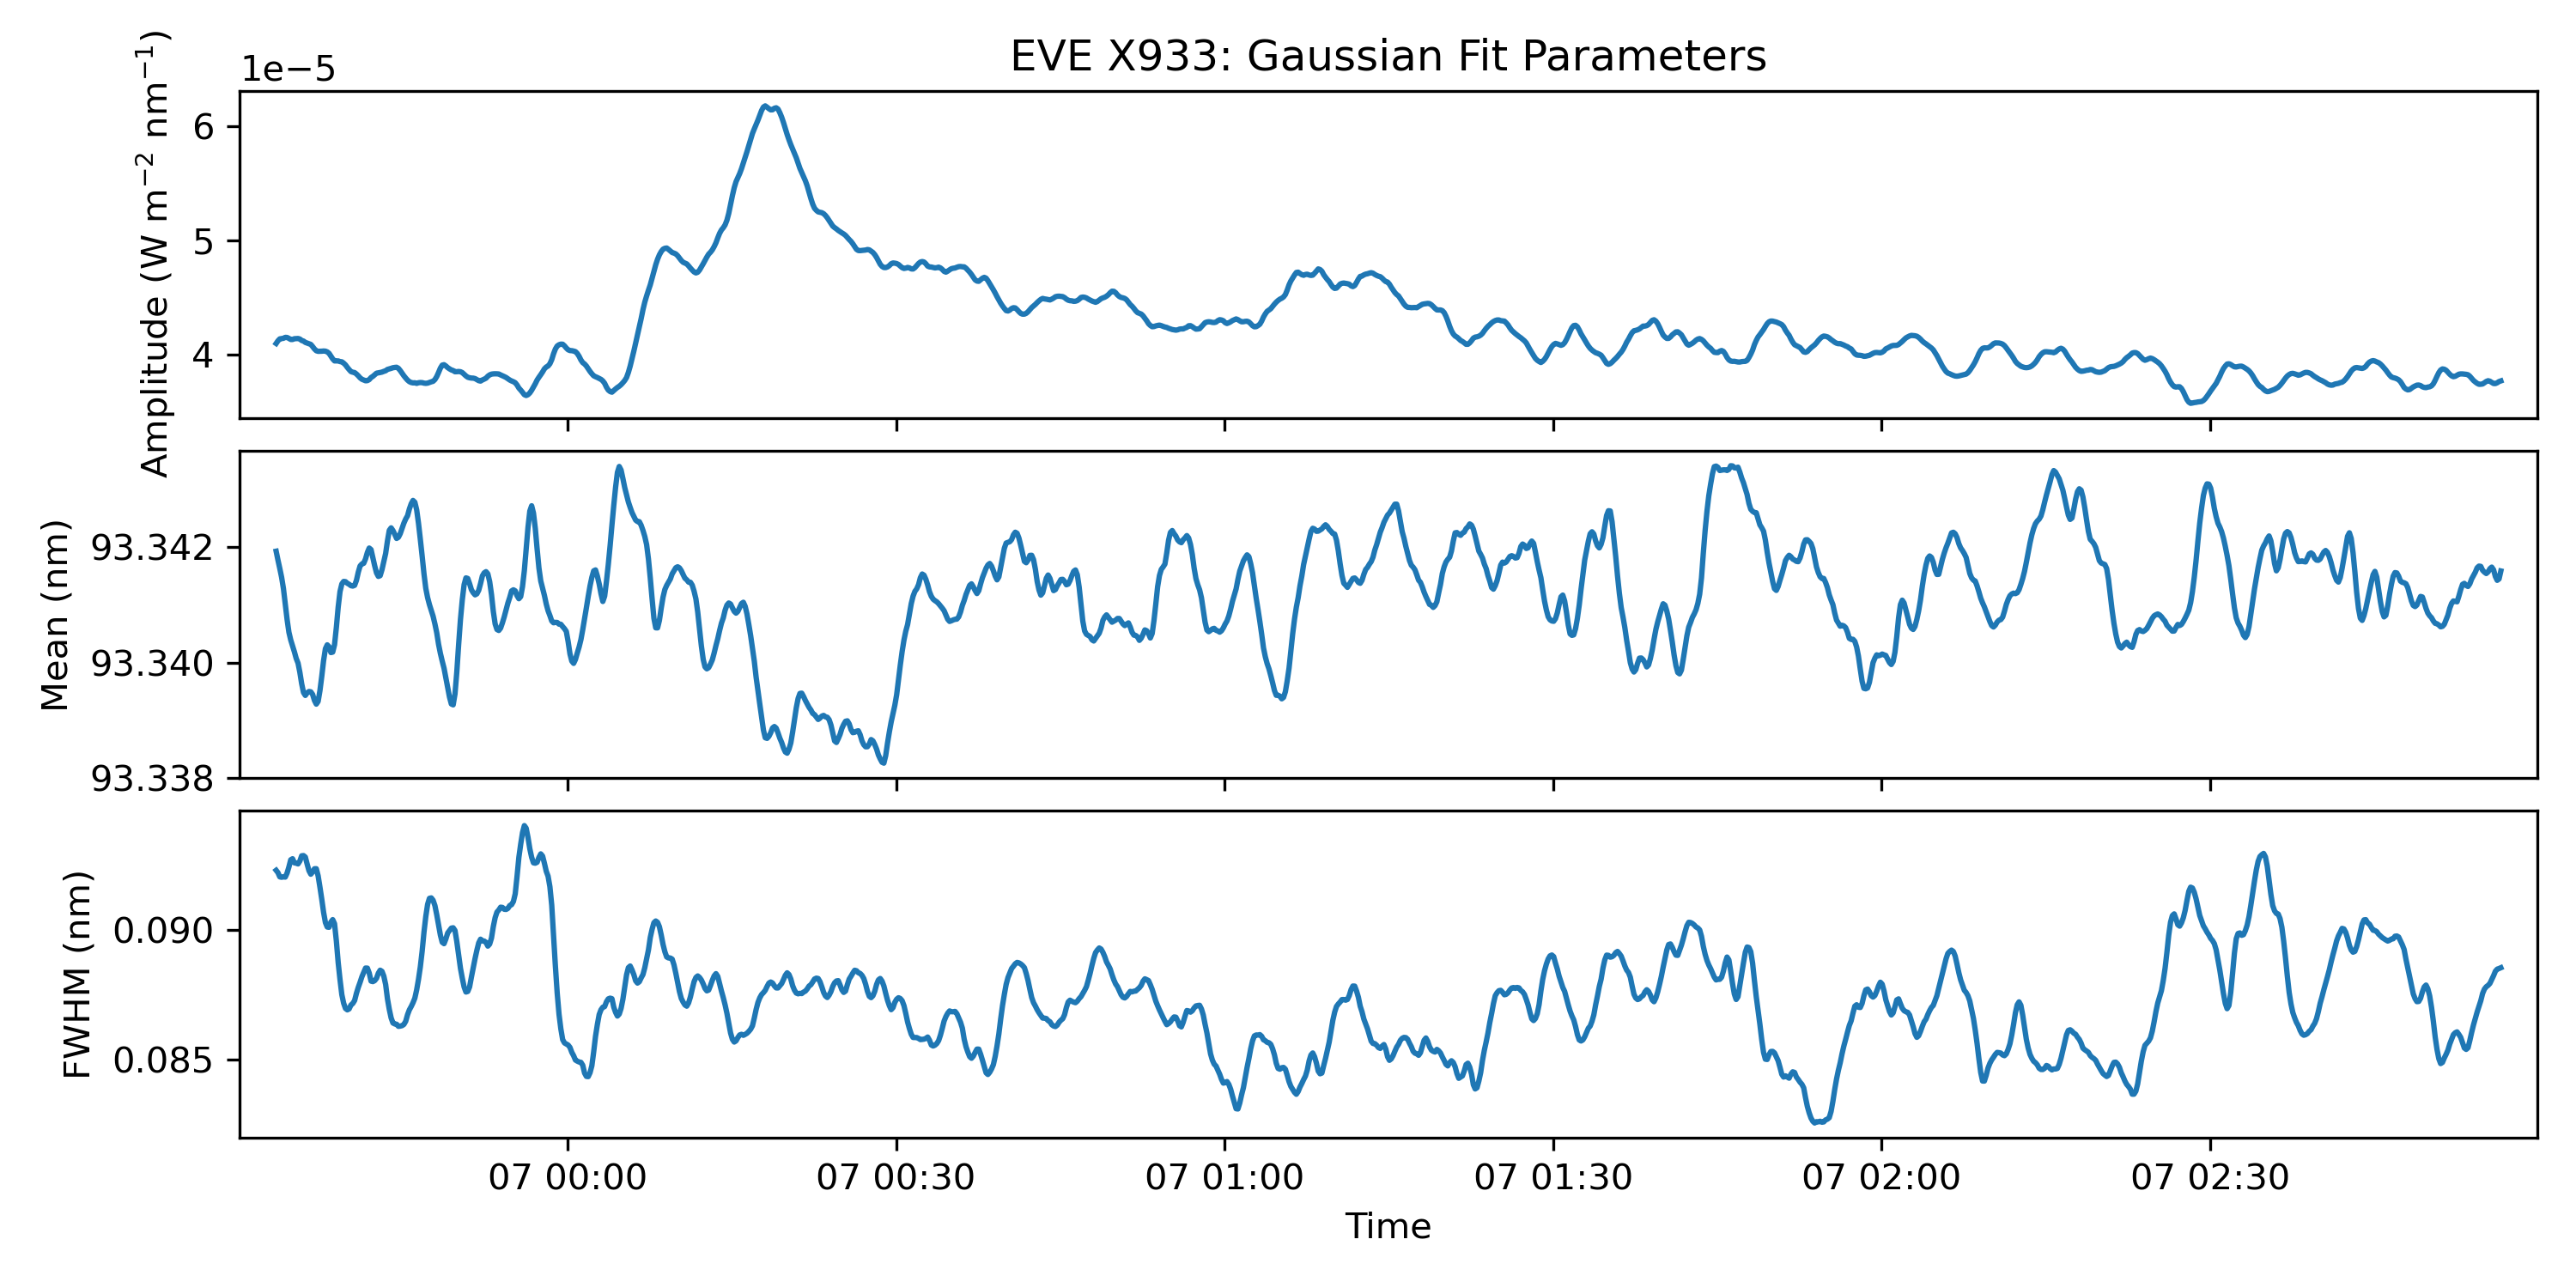 EVE X933: Gaussian Fit Parameters
1e−5
Amplitude (W m⁻² nm⁻¹)
6
5
4
Mean (nm)
93.342
93.340
93.338
FWHM (nm)
0.090
0.085
07 00:00 07 00:30 07 01:00 07 01:30 07 02:00 07 02:30
Time